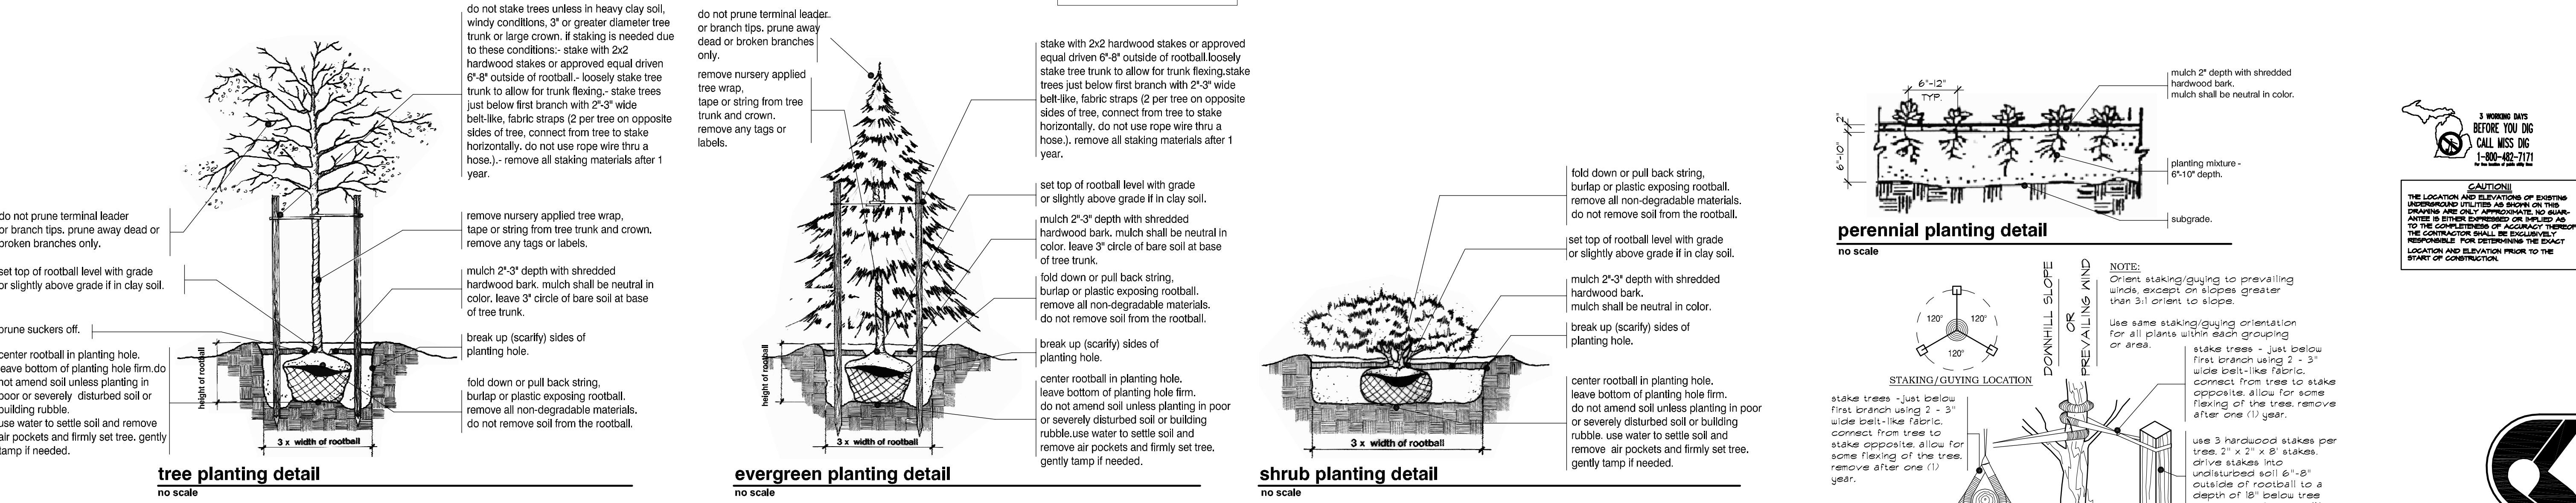 do not stake trees unless in heavy clay soil,
windy conditions, 3" or greater diameter tree
trunk or large crown. if staking is needed due
to these conditions:- stake with 2x2
hardwood stakes or approved equal driven
6"-8" outside of rootball.- loosely stake tree
trunk to allow for trunk flexing.- stake trees
just below first branch with 2"-3" wide
belt-like, fabric straps (2 per tree on opposite
sides of tree, connect from tree to stake
horizontally. do not use rope wire thru a
hose.).- remove all staking materials after 1
year.
do not prune terminal leader
or branch tips. prune away dead or
broken branches only.
set top of rootball level with grade
or slightly above grade if in clay soil.
prune suckers off.
center rootball in planting hole.
leave bottom of planting hole firm.do
not amend soil unless planting in
poor or severely disturbed soil or
building rubble.
use water to settle soil and remove
air pockets and firmly set tree. gently
tamp if needed.
remove nursery applied tree wrap,
tape or string from tree trunk and crown.
remove any tags or labels.
mulch 2"-3" depth with shredded
hardwood bark. mulch shall be neutral in
color. leave 3" circle of bare soil at base
of tree trunk.
break up (scarify) sides of
planting hole.
fold down or pull back string,
burlap or plastic exposing rootball.
remove all non-degradable materials.
do not remove soil from the rootball.
height of rootball
3 x width of rootball
tree planting detail
no scale
do not prune terminal leader
or branch tips. prune away
dead or broken branches
only.
remove nursery applied
tree wrap,
tape or string from tree
trunk and crown.
remove any tags or
labels.
stake with 2x2 hardwood stakes or approved
equal driven 6"-8" outside of rootball.loosely
stake tree trunk to allow for trunk flexing.stake
trees just below first branch with 2"-3" wide
belt-like, fabric straps (2 per tree on opposite
sides of tree, connect from tree to stake
horizontally. do not use rope wire thru a
hose.). remove all staking materials after 1
year.
set top of rootball level with grade
or slightly above grade if in clay soil.
mulch 2"-3" depth with shredded
hardwood bark. mulch shall be neutral in
color. leave 3" circle of bare soil at base
of tree trunk.
fold down or pull back string,
burlap or plastic exposing rootball.
remove all non-degradable materials.
do not remove soil from the rootball.
break up (scarify) sides of
planting hole.
center rootball in planting hole.
leave bottom of planting hole firm.
do not amend soil unless planting in poor
or severely disturbed soil or building
rubble.use water to settle soil and
remove air pockets and firmly set tree.
gently tamp if needed.
height of rootball
3 x width of rootball
evergreen planting detail
no scale
fold down or pull back string,
burlap or plastic exposing rootball.
remove all non-degradable materials.
do not remove soil from the rootball.
set top of rootball level with grade
or slightly above grade if in clay soil.
mulch 2"-3" depth with shredded
hardwood bark.
mulch shall be neutral in color.
break up (scarify) sides of
planting hole.
center rootball in planting hole.
leave bottom of planting hole firm.
do not amend soil unless planting in poor
or severely disturbed soil or building
rubble. use water to settle soil and
remove air pockets and firmly set tree.
gently tamp if needed.
3 x width of rootball
shrub planting detail
no scale
6"-12"
TYP.
2"
6"-10"
mulch 2" depth with shredded
hardwood bark.
mulch shall be neutral in color.
planting mixture -
6"-10" depth.
subgrade.
perennial planting detail
no scale
120°
120°
120°
STAKING/GUYING LOCATION
DOWNHILL SLOPE
OR
PREVAILING WIND
NOTE:
Orient staking/guying to prevailing
winds, except on slopes greater
than 3:1 orient to slope.
Use same staking/guying orientation
for all plants within each grouping
or area.
stake trees - just below
first branch using 2 - 3"
wide belt-like fabric.
connect from tree to stake
opposite. allow for some
flexing of the tree. remove
after one (1) year.
stake trees -just below
first branch using 2 - 3"
wide belt-like fabric.
connect from tree to
stake opposite. allow for
some flexing of the tree.
remove after one (1)
year.
use 3 hardwood stakes per
tree. 2" x 2" x 8' stakes.
drive stakes into
undisturbed soil 6"-8"
outside of rootball to a
depth of 18" below tree
3 WORKING DAYS
BEFORE YOU DIG
CALL MISS DIG
1-800-482-7171
For free location of public utility lines
CAUTION!!
THE LOCATION AND ELEVATIONS OF EXISTING
UNDERGROUND UTILITIES AS SHOWN ON THIS
DRAWING ARE ONLY APPROXIMATE. NO GUAR-
ANTEE IS EITHER EXPRESSED OR IMPLIED AS
TO THE COMPLETENESS OF ACCURACY THEREOF
THE CONTRACTOR SHALL BE EXCLUSIVELY
RESPONSIBLE FOR DETERMINING THE EXACT
LOCATION AND ELEVATION PRIOR TO THE
START OF CONSTRUCTION.